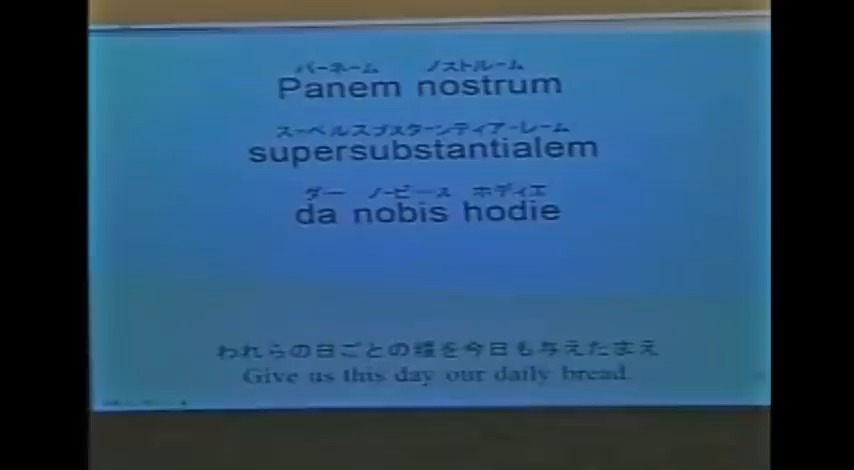 パーネーム ノストルーム
Panem nostrum
スーペルスブスターンティアーレーム
supersubstantialem
ダー ノービース ホディエ
da nobis hodie
われらの日ごとの糧を今日も与えたまえ
Give us this day our daily bread.